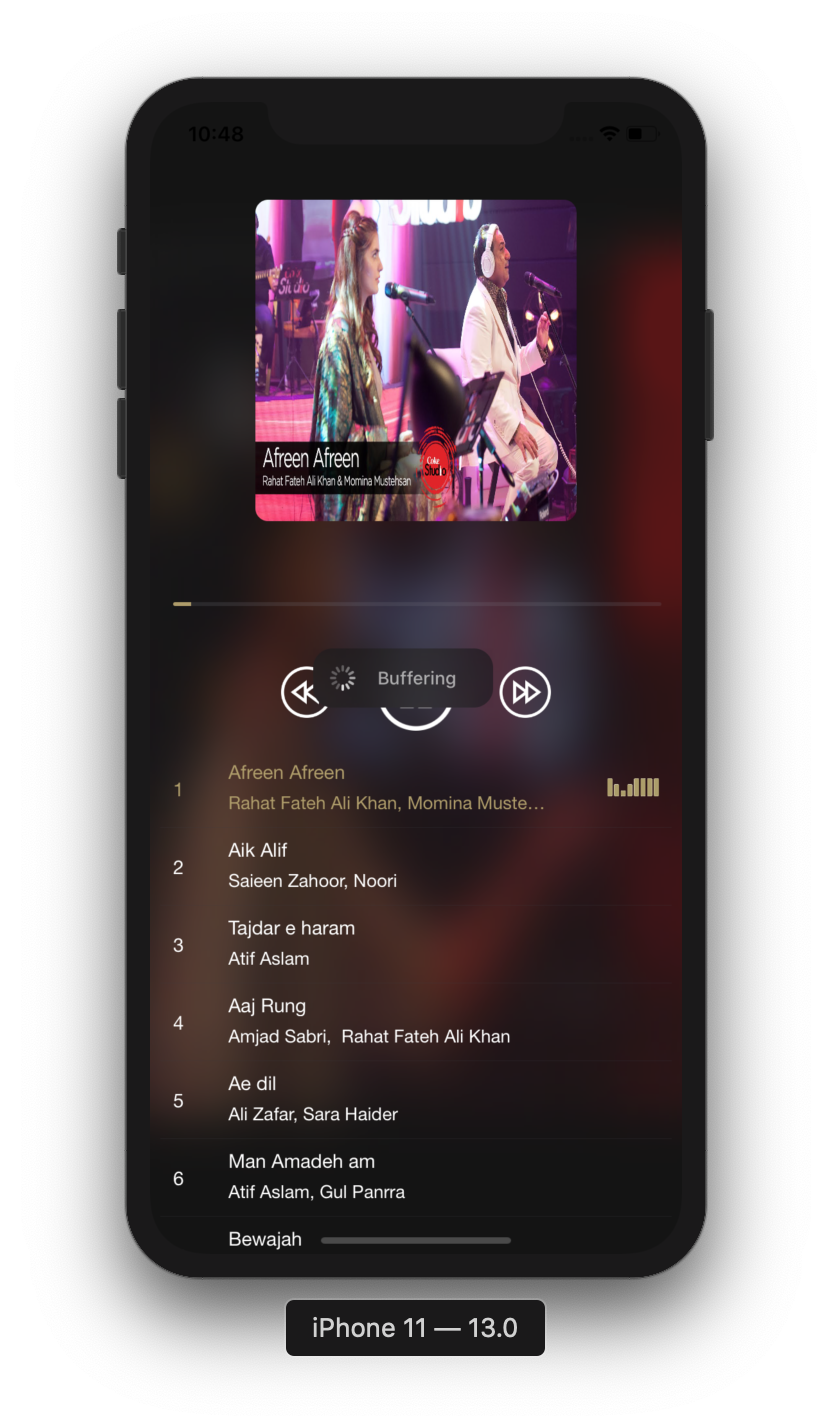 10:48
Studio
Studio
Afreen Afreen
Rahat Fateh Ali Khan & Momina Mustehsan
Coke
Studio
Buffering
1
Afreen Afreen
Rahat Fateh Ali Khan, Momina Muste…
2
Aik Alif
Saieen Zahoor, Noori
3
Tajdar e haram
Atif Aslam
4
Aaj Rung
Amjad Sabri,  Rahat Fateh Ali Khan
5
Ae dil
Ali Zafar, Sara Haider
6
Man Amadeh am
Atif Aslam, Gul Panrra
Bewajah
iPhone 11 — 13.0